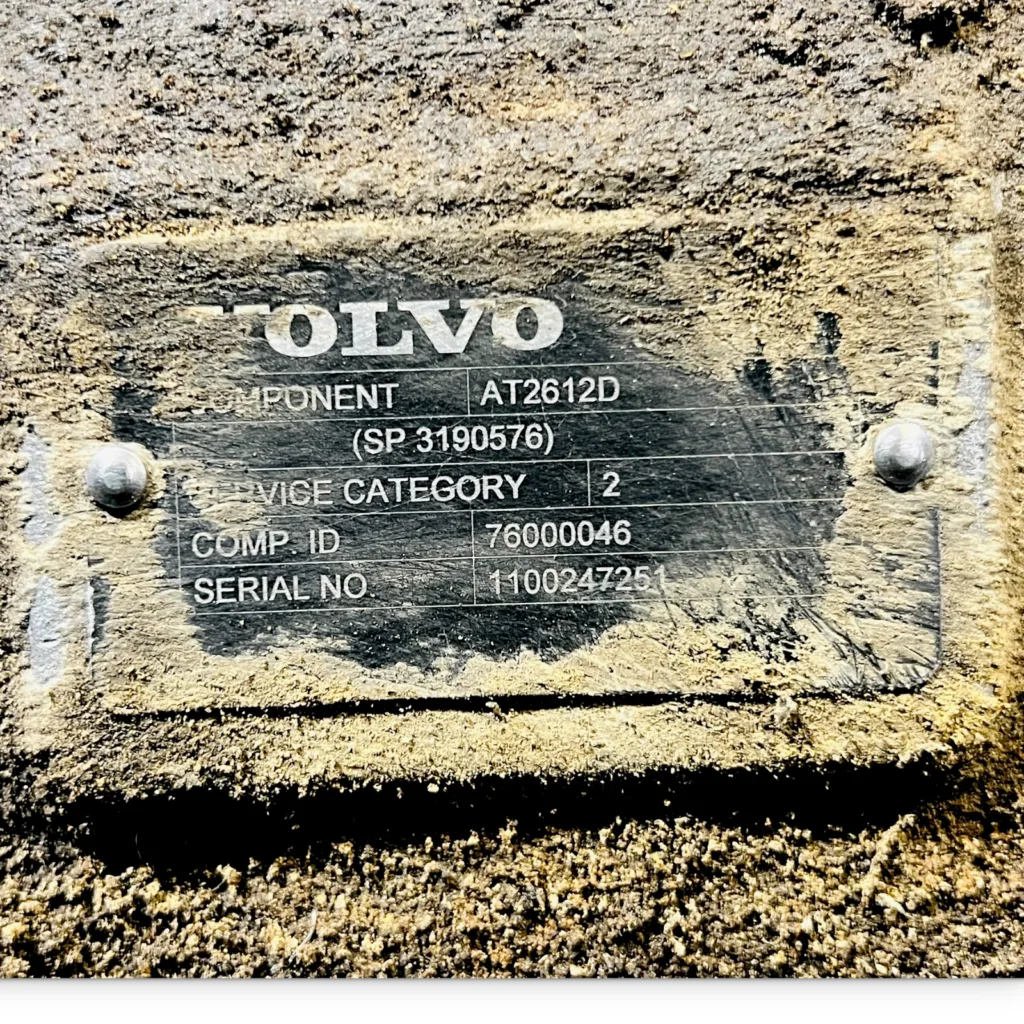 VOLVO
COMPONENT AT2612D
(SP 3190576)
SERVICE CATEGORY 2
COMP. ID 76000046
SERIAL NO. 1100247251